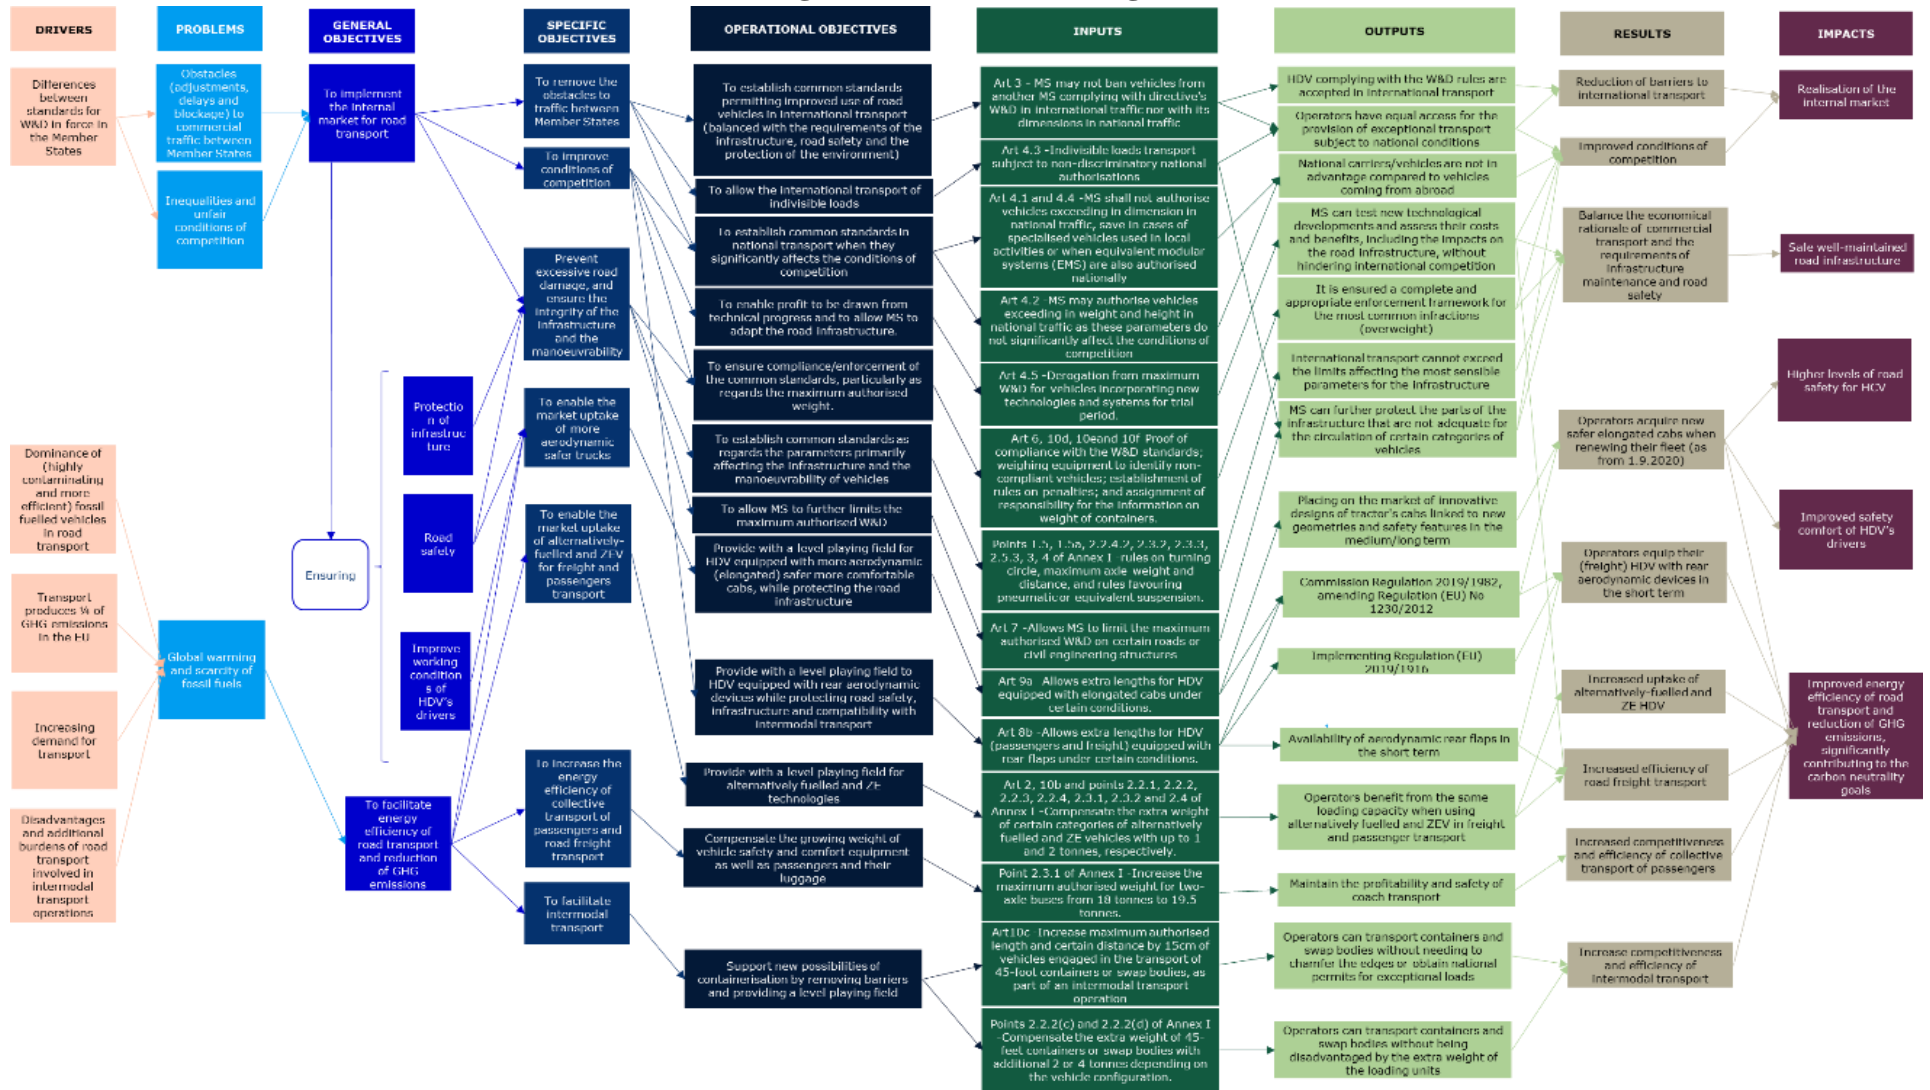 DRIVERS
PROBLEMS
GENERAL
OBJECTIVES
SPECIFIC
OBJECTIVES
OPERATIONAL OBJECTIVES
INPUTS
OUTPUTS
RESULTS
IMPACTS
Differences
between
standards for
W&D in force in
the Member
States
Dominance of
(highly
contaminating
and more
efficient) fossil
fuelled vehicles
in road
transport
Transport
produces ¼ of
GHG emissions
in the EU
Increasing
demand for
transport
Disadvantages
and additional
burdens of road
transport
involved in
intermodal
transport
operations
Obstacles
(adjustments,
delays and
blockage) to
commercial
traffic between
Member States
Inequalities and
unfair
conditions of
competition
Global warming
and scarcity of
fossil fuels
To implement
the internal
market for road
transport
Ensuring
Protectio
n of
infrastruc
ture
Road
safety
Improve
working
condition
s of
HDV's
drivers
To facilitate
energy
efficiency of
road transport
and reduction
of GHG
emissions
To remove the
obstacles to
traffic between
Member States
To improve
conditions of
competition
Prevent
excessive road
damage, and
ensure the
integrity of the
infrastructure
and the
manoeuvrability
To enable the
market uptake
of more
aerodynamic
safer trucks
To enable the
market uptake
of alternatively-
fuelled and ZEV
for freight and
passengers
transport
To increase the
energy
efficiency of
collective
transport of
passengers and
road freight
transport
To facilitate
intermodal
transport
To establish common standards
permitting improved use of road
vehicles in international transport
(balanced with the requirements of the
infrastructure, road safety and the
protection of the environment)
To allow the international transport of
indivisible loads
To establish common standards in
national transport when they
significantly affects the conditions of
competition
To enable profit to be drawn from
technical progress and to allow MS to
adapt the road infrastructure.
To ensure compliance/enforcement of
the common standards, particularly as
regards the maximum authorised
weight.
To establish common standards as
regards the parameters primarily
affecting the infrastructure and the
manoeuvrability of vehicles
To allow MS to further limits the
maximum authorised W&D
Provide with a level playing field for
HDV equipped with more aerodynamic
(elongated) safer more comfortable
cabs, while protecting the road
infrastructure
Provide with a level playing field to
HDV equipped with rear aerodynamic
devices while protecting road safety,
infrastructure and compatibility with
intermodal transport
Provide with a level playing field for
alternatively fuelled and ZE
technologies
Compensate the growing weight of
vehicle safety and comfort equipment
as well as passengers and their
luggage
Support new possibilities of
containerisation by removing barriers
and providing a level playing field
Art 3 - MS may not ban vehicles from
another MS complying with directive's
W&D in international traffic nor with its
dimensions in national traffic
Art 4.3 -Indivisible loads transport
subject to non-discriminatory national
authorisations
Art 4.1 and 4.4 -MS shall not authorise
vehicles exceeding in dimension in
national traffic, save in cases of
specialised vehicles used in local
activities or when equivalent modular
systems (EMS) are also authorised
nationally
Art 4.2 -MS may authorise vehicles
exceeding in weight and height in
national traffic as these parameters do
not significantly affect the conditions of
competition
Art 4.5 -Derogation from maximum
W&D for vehicles incorporating new
technologies and systems for trial
period.
Art 6, 10d, 10eand 10f Proof of
compliance with the W&D standards;
weighing equipment to identify non-
compliant vehicles; establishment of
rules on penalties; and assignment of
responsibility for the information on
weight of containers.
Points 1.5, 1.5a, 2.2.4.2, 2.3.2, 2.3.3,
2.5.3, 3, 4 of Annex I rules on turning
circle, maximum axle weight and
distance, and rules favouring
pneumatic or equivalent suspension.
Art 7 -Allows MS to limit the maximum
authorised W&D on certain roads or
civil engineering structures
Art 9a Allows extra lengths for HDV
equipped with elongated cabs under
certain conditions.
Art 8b -Allows extra lengths for HDV
(passengers and freight) equipped with
rear flaps under certain conditions.
Art 2, 10b and points 2.2.1, 2.2.2,
2.2.3, 2.2.4, 2.3.1, 2.3.2 and 2.4 of
Annex I -Compensate the extra weight
of certain categories of alternatively
fuelled and ZE vehicles with up to 1
and 2 tonnes, respectively.
Point 2.3.1 of Annex I -Increase the
maximum authorised weight for two-
axle buses from 18 tonnes to 19.5
tonnes.
Art10c Increase maximum authorised
length and certain distance by 15cm of
vehicles engaged in the transport of
45-foot containers or swap bodies, as
part of an intermodal transport
operation
Points 2.2.2(c) and 2.2.2(d) of Annex I
-Compensate the extra weight of 45-
feet containers or swap bodies with
additional 2 or 4 tonnes depending on
the vehicle configuration.
HDV complying with the W&D rules are
accepted in international transport
Operators have equal access for the
provision of exceptional transport
subject to national conditions
National carriers/vehicles are not in
advantage compared to vehicles
coming from abroad
MS can test new technological
developments and assess their costs
and benefits, including the impacts on
the road infrastructure, without
hindering international competition
It is ensured a complete and
appropriate enforcement framework for
the most common infractions
(overweight)
International transport cannot exceed
the limits affecting the most sensible
parameters for the infrastructure
MS can further protect the parts of the
infrastructure that are not adequate for
the circulation of certain categories of
vehicles
Placing on the market of innovative
designs of tractor's cabs linked to new
geometries and safety features in the
medium/long term
Commission Regulation 2019/1982,
amending Regulation (EU) No
1230/2012
Implementing Regulation (EU)
2019/1916
Availability of aerodynamic rear flaps in
the short term
Operators benefit from the same
loading capacity when using
alternatively fuelled and ZEV in freight
and passenger transport
Maintain the profitability and safety of
coach transport
Operators can transport containers and
swap bodies without needing to
chamfer the edges or obtain national
permits for exceptional loads
Operators can transport containers and
swap bodies without being
disadvantaged by the extra weight of
the loading units
Reduction of barriers to
international transport
Improved conditions of
competition
Balance the economical
rationale of commercial
transport and the
requirements of
infrastructure
maintenance and road
safety
Operators acquire new
safer elongated cabs when
renewing their fleet (as
from 1.9.2020)
Operators equip their
(freight) HDV with rear
aerodynamic devices in
the short term
Increased uptake of
alternatively-fuelled and
ZE HDV
Increased efficiency of
road freight transport
Increased competitiveness
and efficiency of collective
transport of passengers
Increase competitiveness
and efficiency of
intermodal transport
Realisation of the
internal market
Safe well-maintained
road infrastructure
Higher levels of road
safety for HCV
Improved safety
comfort of HDV's
drivers
Improved energy
efficiency of road
transport and
reduction of GHG
emissions,
significantly
contributing to the
carbon neutrality
goals